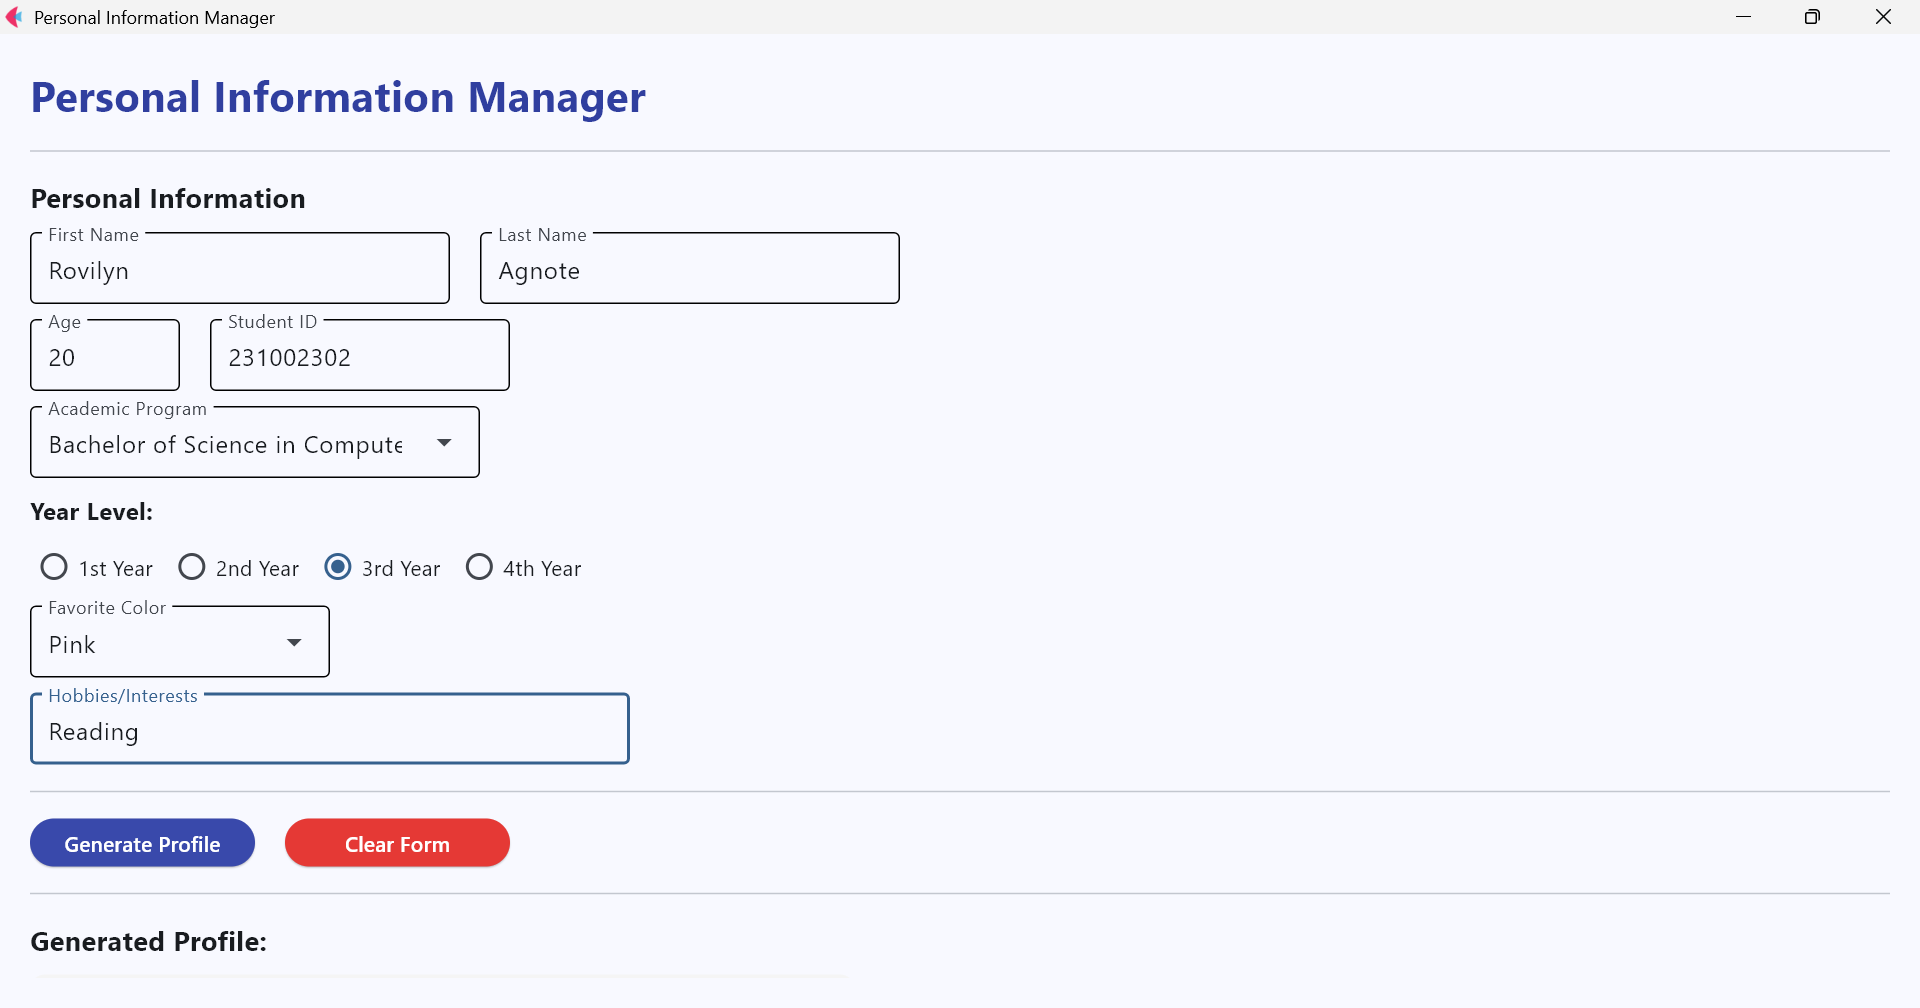 Personal Information Manager
Personal Information Manager
Personal Information
First Name
Last Name
Rovilyn
Agnote
Age
Student ID
20
231002302
Academic Program
Bachelor of Science in Compute
Year Level:
1st Year 2nd Year 3rd Year 4th Year
Favorite Color
Pink
Hobbies/Interests
Reading
Generate Profile
Clear Form
Generated Profile: